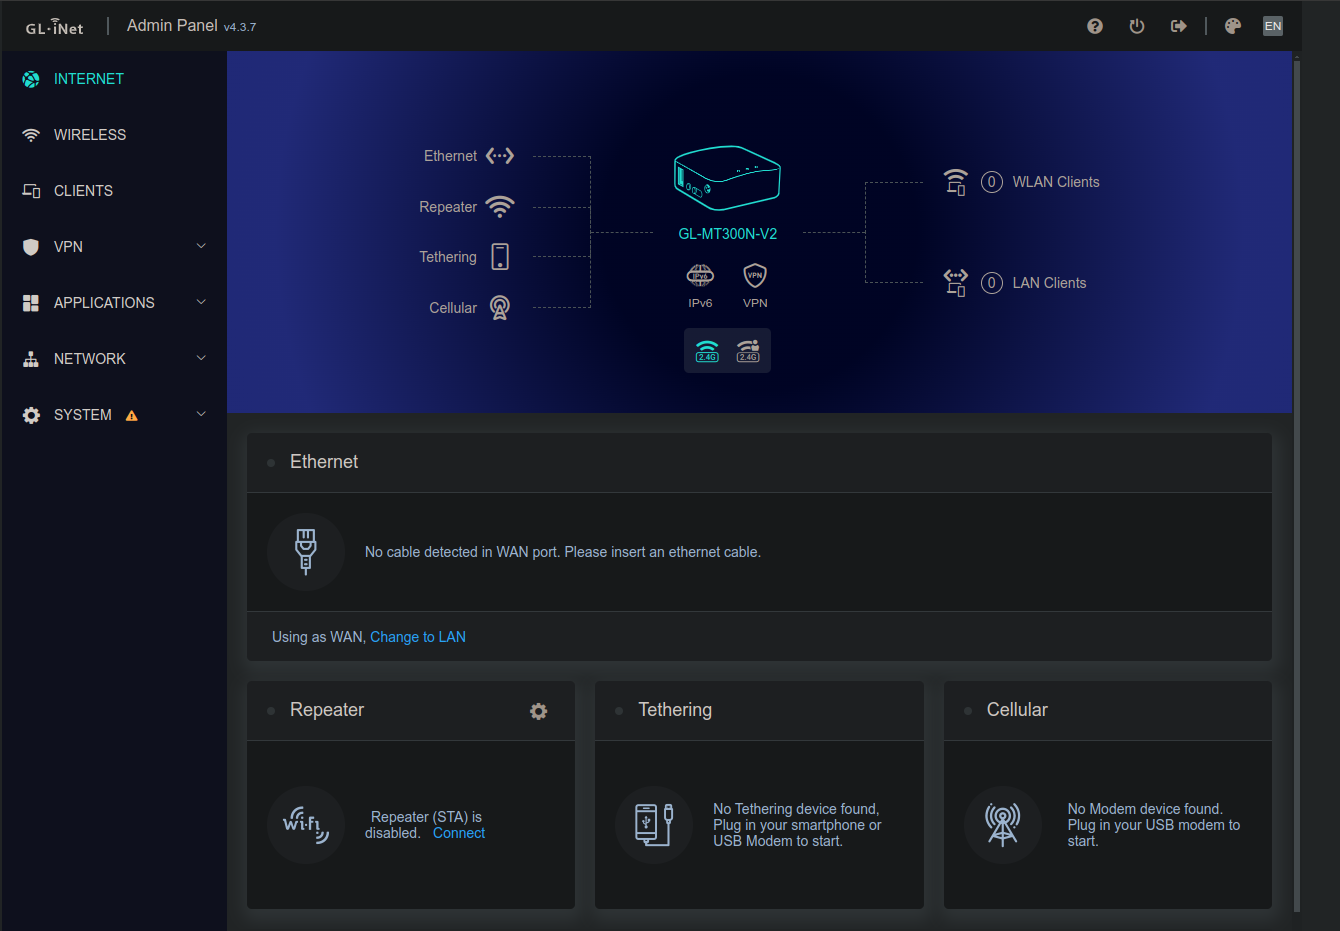 GL·iNet
Admin Panel v4.3.7
EN
INTERNET
WIRELESS
CLIENTS
VPN
APPLICATIONS
NETWORK
SYSTEM
Ethernet
Repeater
Tethering
Cellular
GL-MT300N-V2
IPv6
VPN
IPv6
VPN
2.4G
2.4G
0 WLAN Clients
0 LAN Clients
Ethernet
No cable detected in WAN port. Please insert an ethernet cable.
Using as WAN, Change to LAN
Repeater
Wi-Fi
Repeater (STA) is
disabled. Connect
Tethering
No Tethering device found,
Plug in your smartphone or
USB Modem to start.
Cellular
No Modem device found.
Plug in your USB modem to
start.